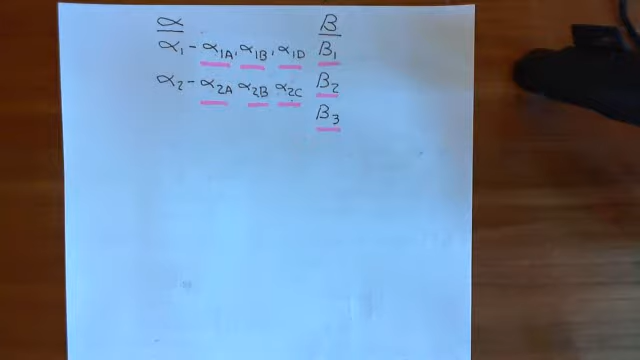 α β
α₁ - α₁A, α₁B, α₁D β₁
α₂ - α₂A α₂B α₂C β₂
β₃